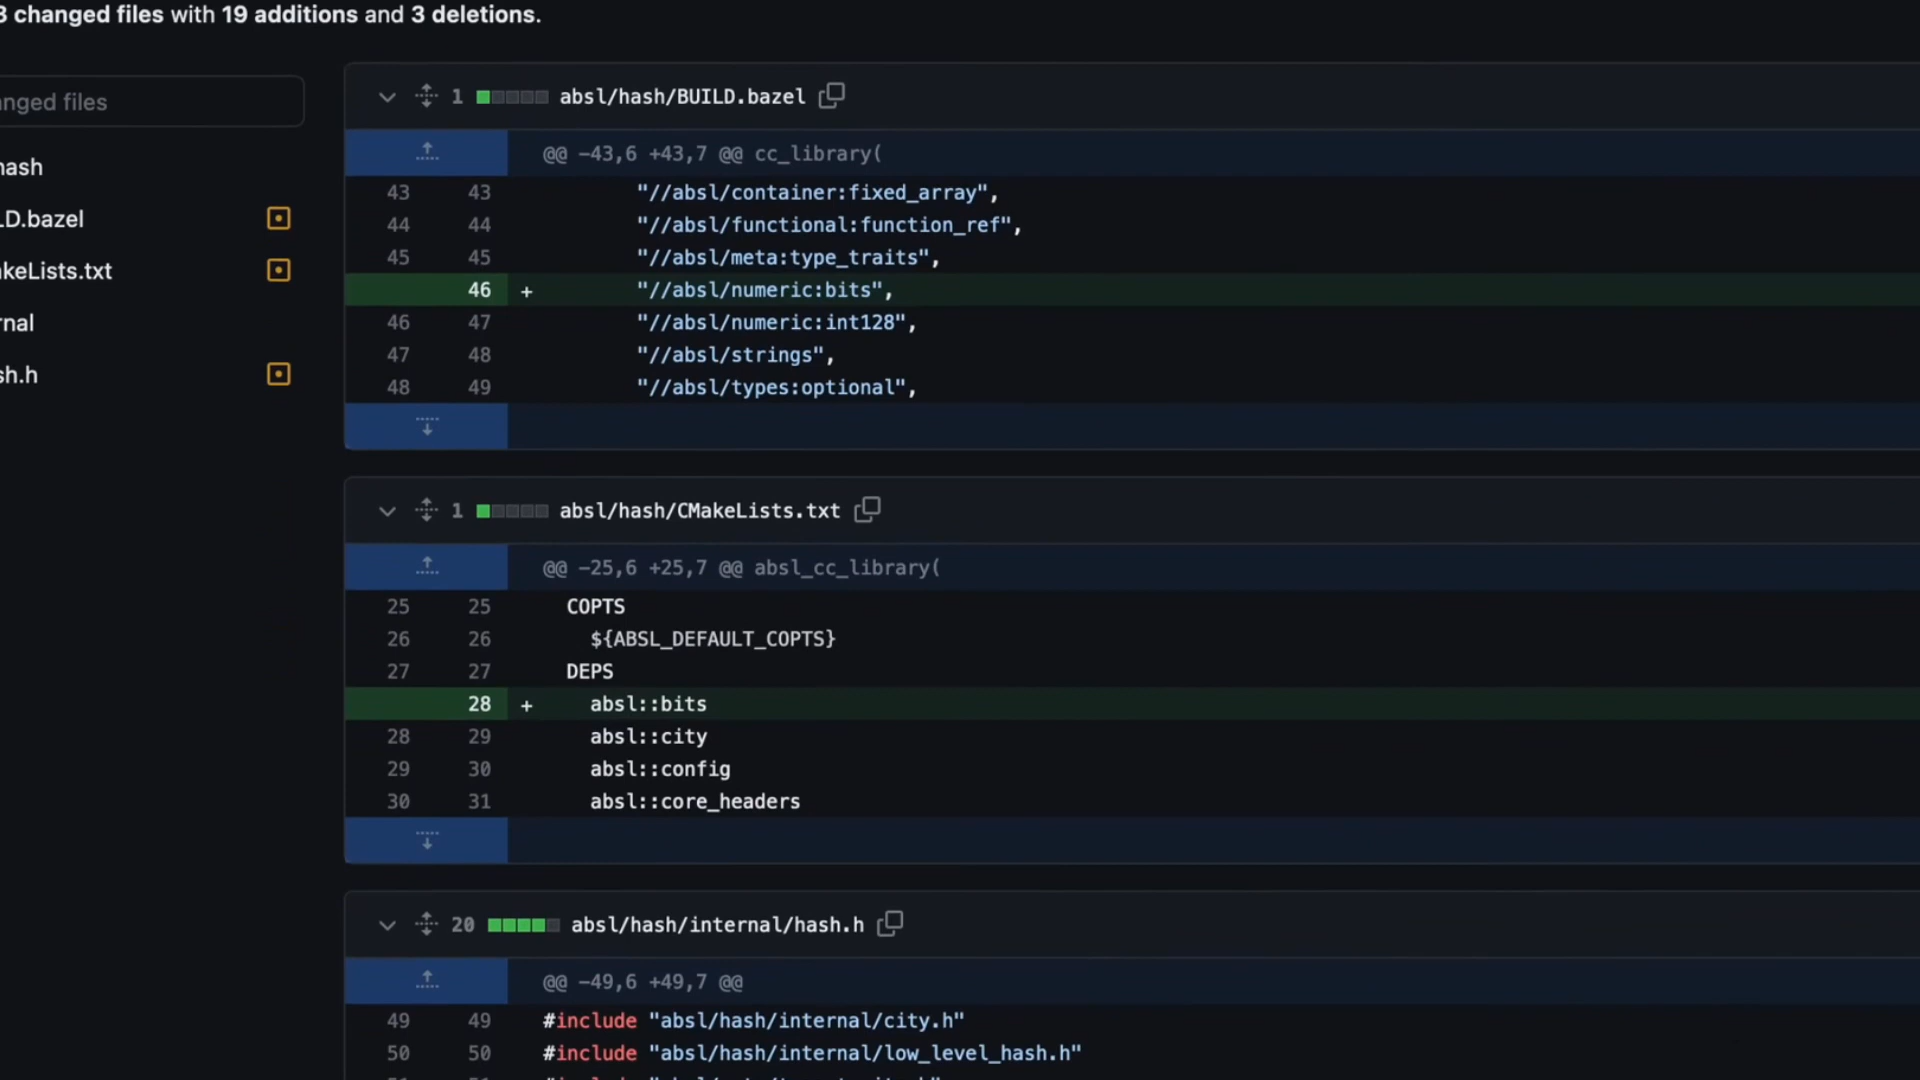 3 changed files with 19 additions and 3 deletions.
nged files
hash
LD.bazel
keLists.txt
rnal
sh.h
1 absl/hash/BUILD.bazel
@@ -43,6 +43,7 @@ cc_library(
43 43 "//absl/container:fixed_array",
44 44 "//absl/functional:function_ref",
45 45 "//absl/meta:type_traits",
46 + "//absl/numeric:bits",
46 47 "//absl/numeric:int128",
47 48 "//absl/strings",
48 49 "//absl/types:optional",
1 absl/hash/CMakeLists.txt
@@ -25,6 +25,7 @@ absl_cc_library(
25 25 COPTS
26 26 ${ABSL_DEFAULT_COPTS}
27 27 DEPS
28 + absl::bits
28 29 absl::city
29 30 absl::config
30 31 absl::core_headers
20 absl/hash/internal/hash.h
@@ -49,6 +49,7 @@
49 49 #include "absl/hash/internal/city.h"
50 50 #include "absl/hash/internal/low_level_hash.h"